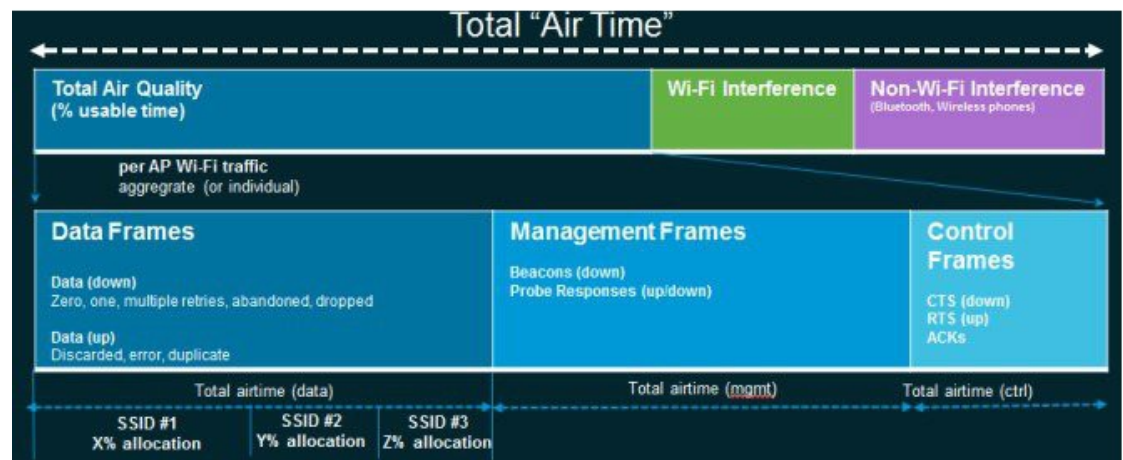 Total “Air Time”
Total Air Quality
(% usable time)
Wi-Fi Interference
Non-Wi-Fi Interference
(Bluetooth, Wireless phones)
per AP Wi-Fi traffic
aggregrate (or individual)
Data Frames
Data (down)
Zero, one, multiple retries, abandoned, dropped
Data (up)
Discarded, error, duplicate
Management Frames
Beacons (down)
Probe Responses (up/down)
Control
Frames
CTS (down)
RTS (up)
ACKs
Total airtime (data)
Total airtime (mgmt)
Total airtime (ctrl)
SSID #1
X% allocation
SSID #2
Y% allocation
SSID #3
Z% allocation